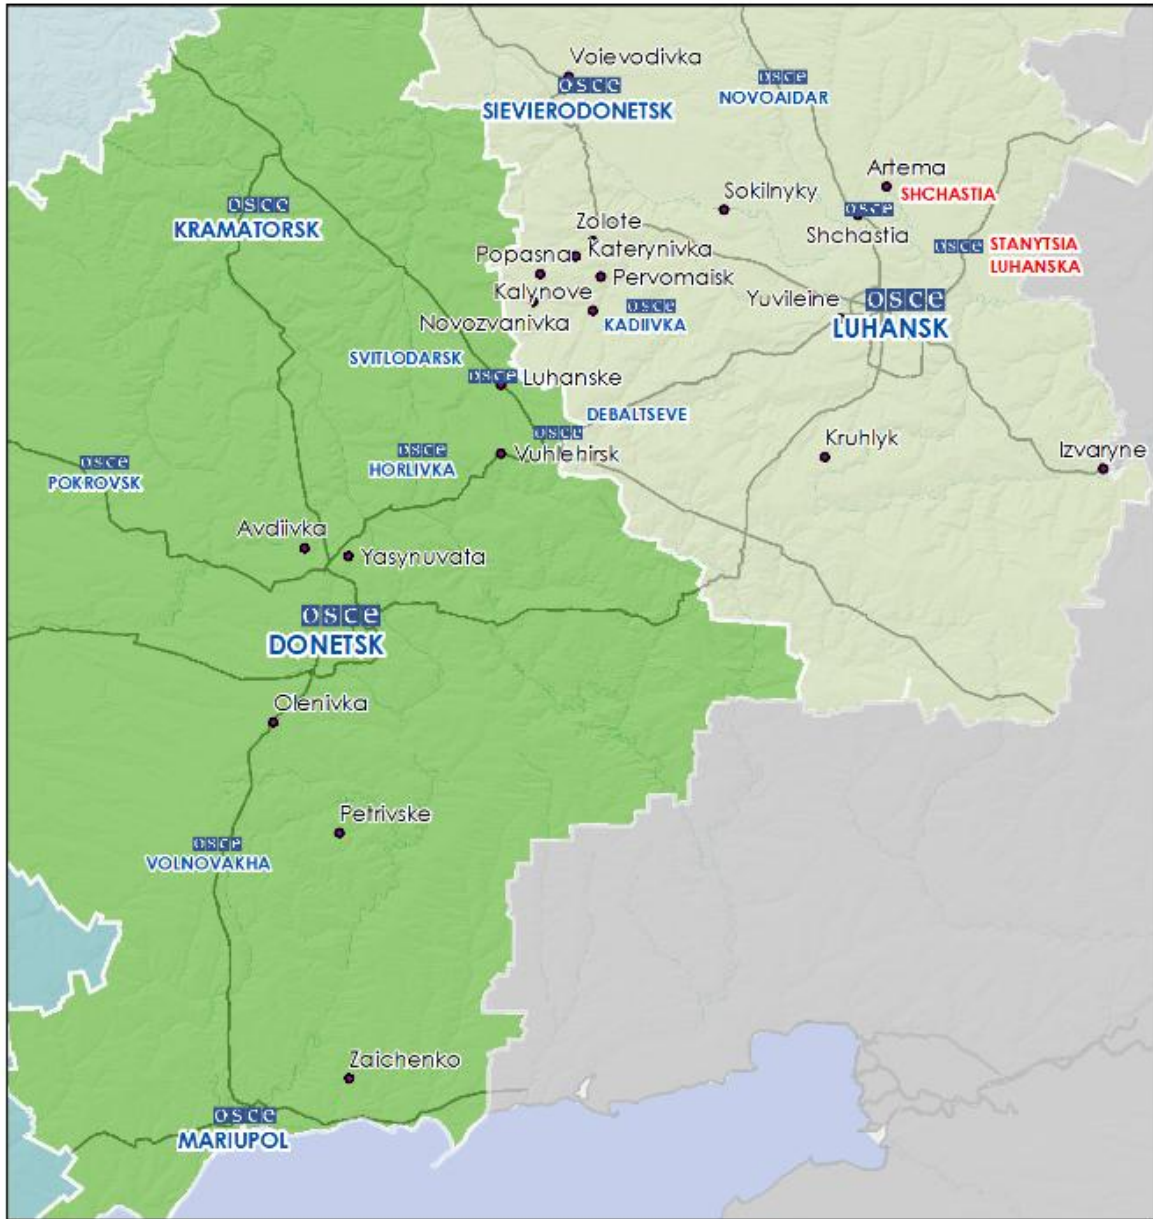 Voievodivka
osce
SIEVIERODONETSK
osce
NOVOAIDAR
Artema
SHCHASTIA
osce
Shchastia
Sokilnyky
osce
KRAMATORSK
Zolote
Katerynivka
Popasna
Pervomaisk
Kalynove
Novozvanivka
osce
KADIIVKA
osce
STANYTSIA
LUHANSKA
Yuvileine
osce
LUHANSK
SVITLODARSK
osce
Luhanske
DEBALTSEVE
osce
Vuhlehirsk
osce
HORLIVKA
osce
POKROVSK
Kruhlyk
Izvaryne
Avdiivka
Yasynuvata
osce
DONETSK
Olenivka
Petrivske
osce
VOLNOVAKHA
Zaichenko
osce
MARIUPOL